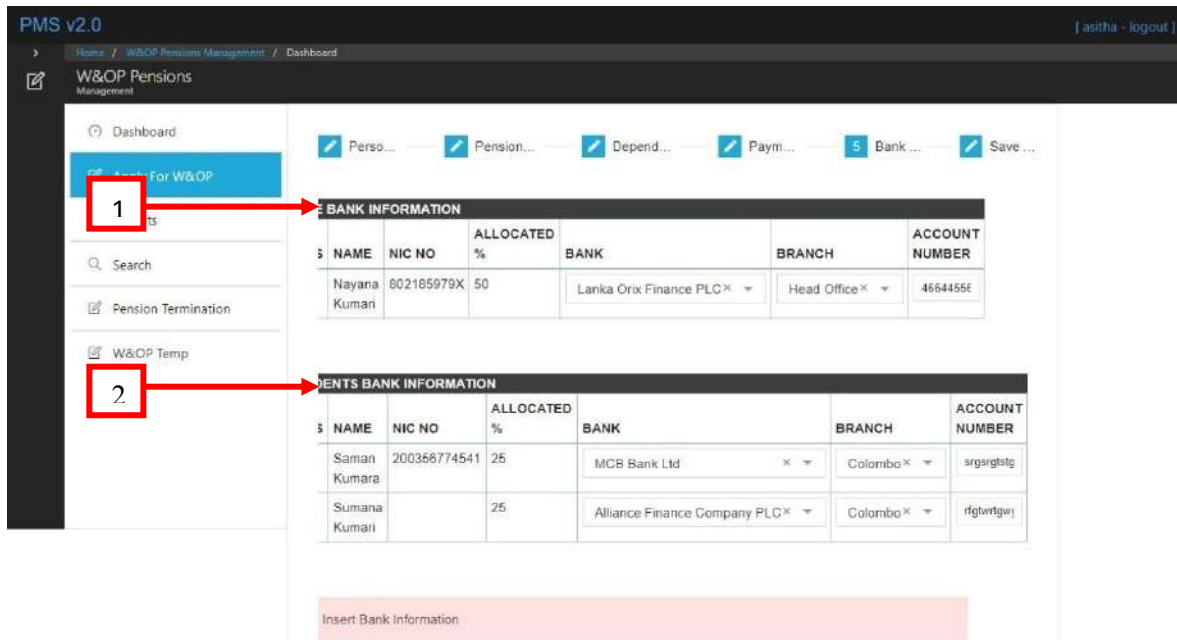 PMS v2.0
[ asitha - logout ]
Home / W&OP Pensions Management / Dashboard
W&OP Pensions
Management
Dashboard
Perso... Pension... Depend... Paym... 5 Bank ... Save ...
For W&OP
1
ts
E BANK INFORMATION
S NAME NIC NO ALLOCATED % BANK BRANCH ACCOUNT NUMBER
Search
Nayana Kumari 802185979X 50 Lanka Orix Finance PLC× Head Office×
Pension Termination
W&OP Temp
2
DENTS BANK INFORMATION
S NAME NIC NO ALLOCATED % BANK BRANCH ACCOUNT NUMBER
Saman Kumara 200356774541 25 MCB Bank Ltd × Colombo× srgsrgtstg
Sumana Kumari 25 Alliance Finance Company PLC× Colombo×
Insert Bank Information